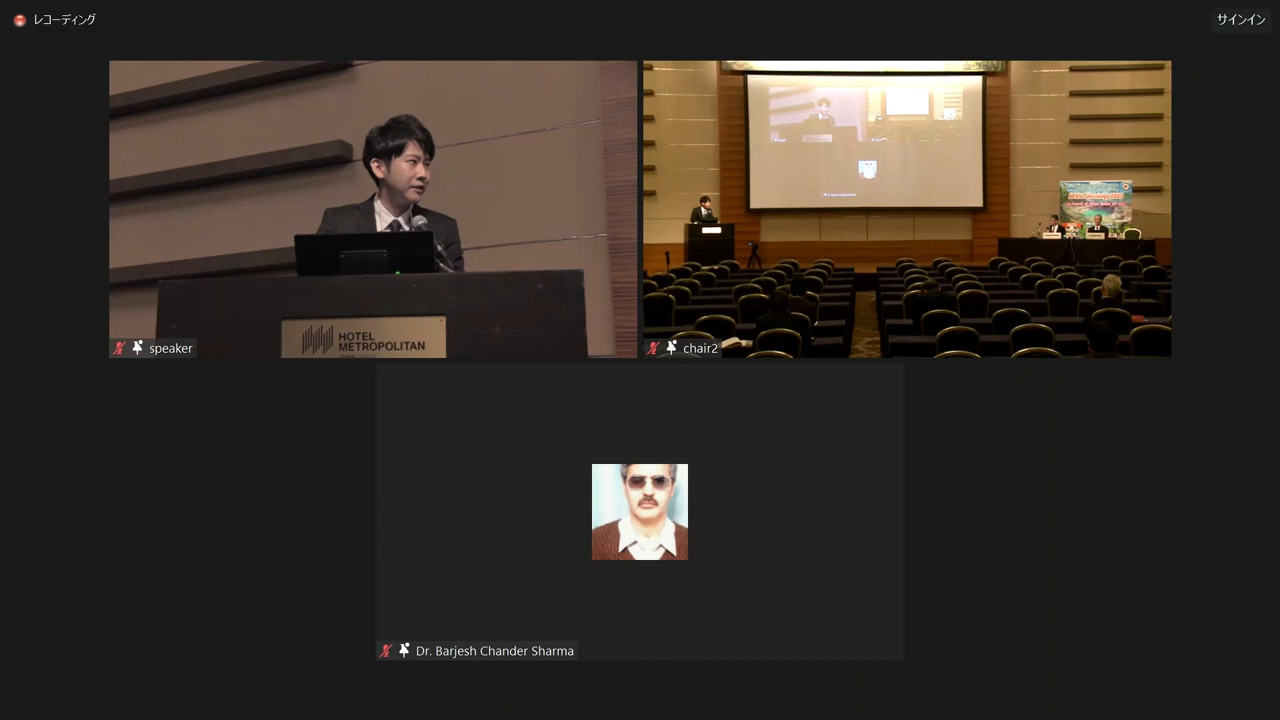 レコーディング
サインイン
HOTEL
METROPOLITAN
speaker
chair2
Dr. Barjesh Chander Sharma